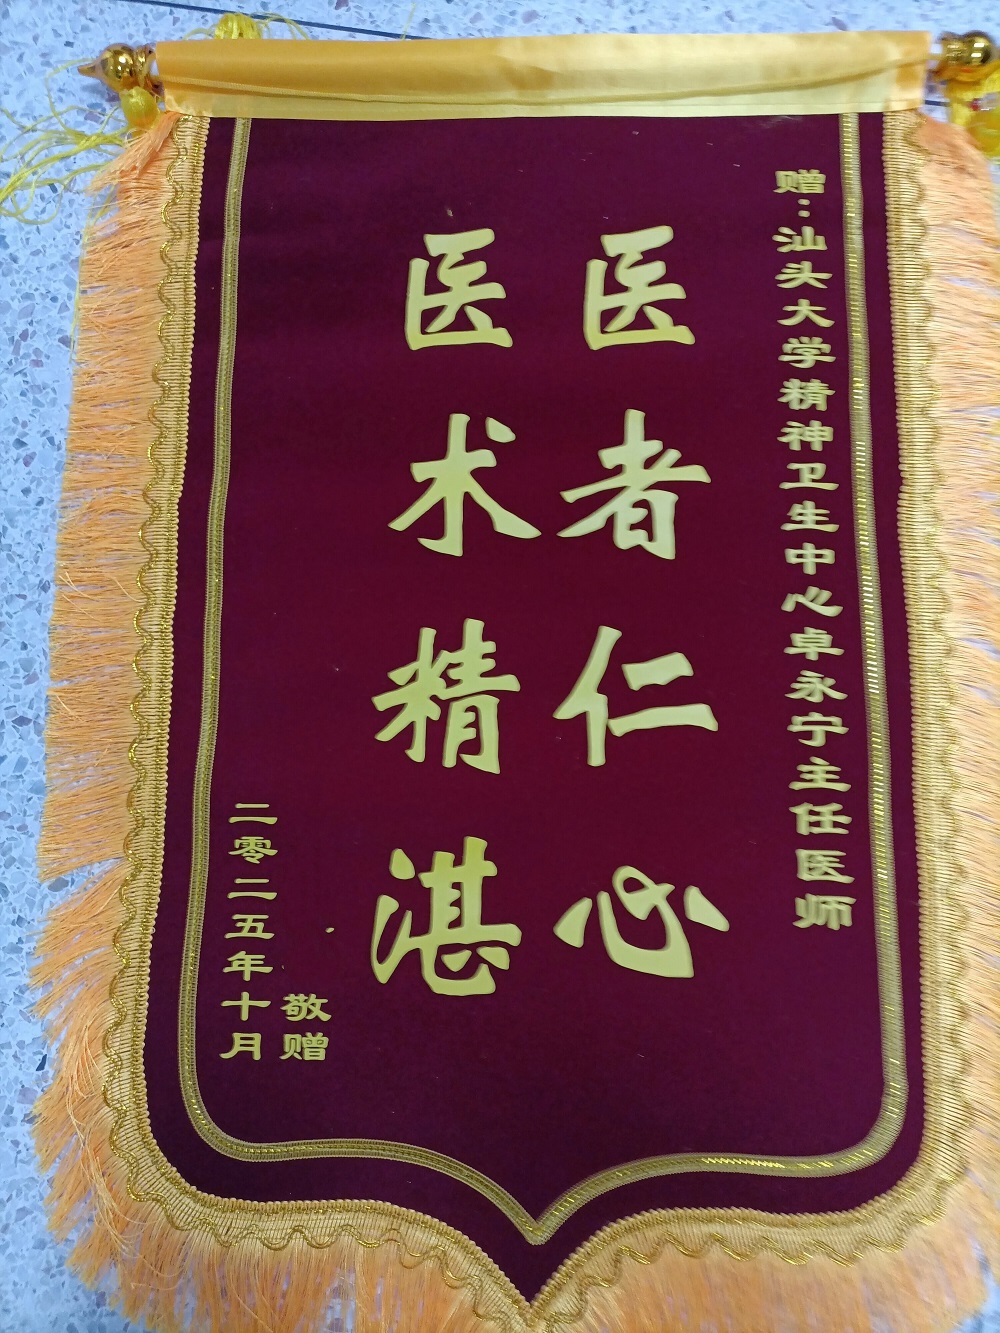 赠：汕头大学精神卫生中心卓永宁主任医师
医者仁心
医术精湛
敬赠
二零二五年十月